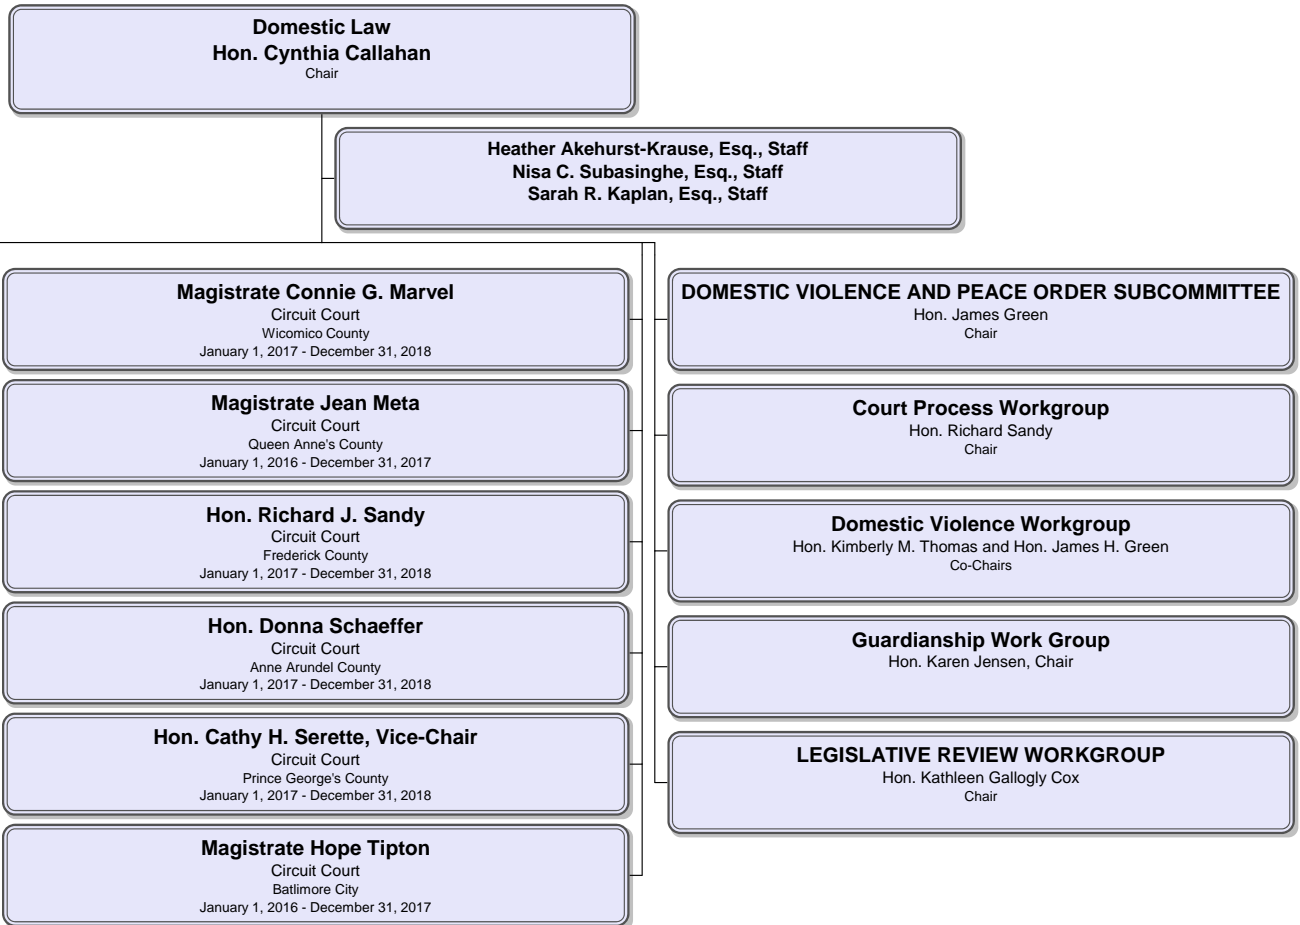 Domestic Law
Hon. Cynthia Callahan
Chair
Heather Akehurst-Krause, Esq., Staff
Nisa C. Subasinghe, Esq., Staff
Sarah R. Kaplan, Esq., Staff
Magistrate Connie G. Marvel
Circuit Court
Wicomico County
January 1, 2017 - December 31, 2018
Magistrate Jean Meta
Circuit Court
Queen Anne's County
January 1, 2016 - December 31, 2017
Hon. Richard J. Sandy
Circuit Court
Frederick County
January 1, 2017 - December 31, 2018
Hon. Donna Schaeffer
Circuit Court
Anne Arundel County
January 1, 2017 - December 31, 2018
Hon. Cathy H. Serette, Vice-Chair
Circuit Court
Prince George's County
January 1, 2017 - December 31, 2018
Magistrate Hope Tipton
Circuit Court
Batlimore City
January 1, 2016 - December 31, 2017
DOMESTIC VIOLENCE AND PEACE ORDER SUBCOMMITTEE
Hon. James Green
Chair
Court Process Workgroup
Hon. Richard Sandy
Chair
Domestic Violence Workgroup
Hon. Kimberly M. Thomas and Hon. James H. Green
Co-Chairs
Guardianship Work Group
Hon. Karen Jensen, Chair
LEGISLATIVE REVIEW WORKGROUP
Hon. Kathleen Gallogly Cox
Chair